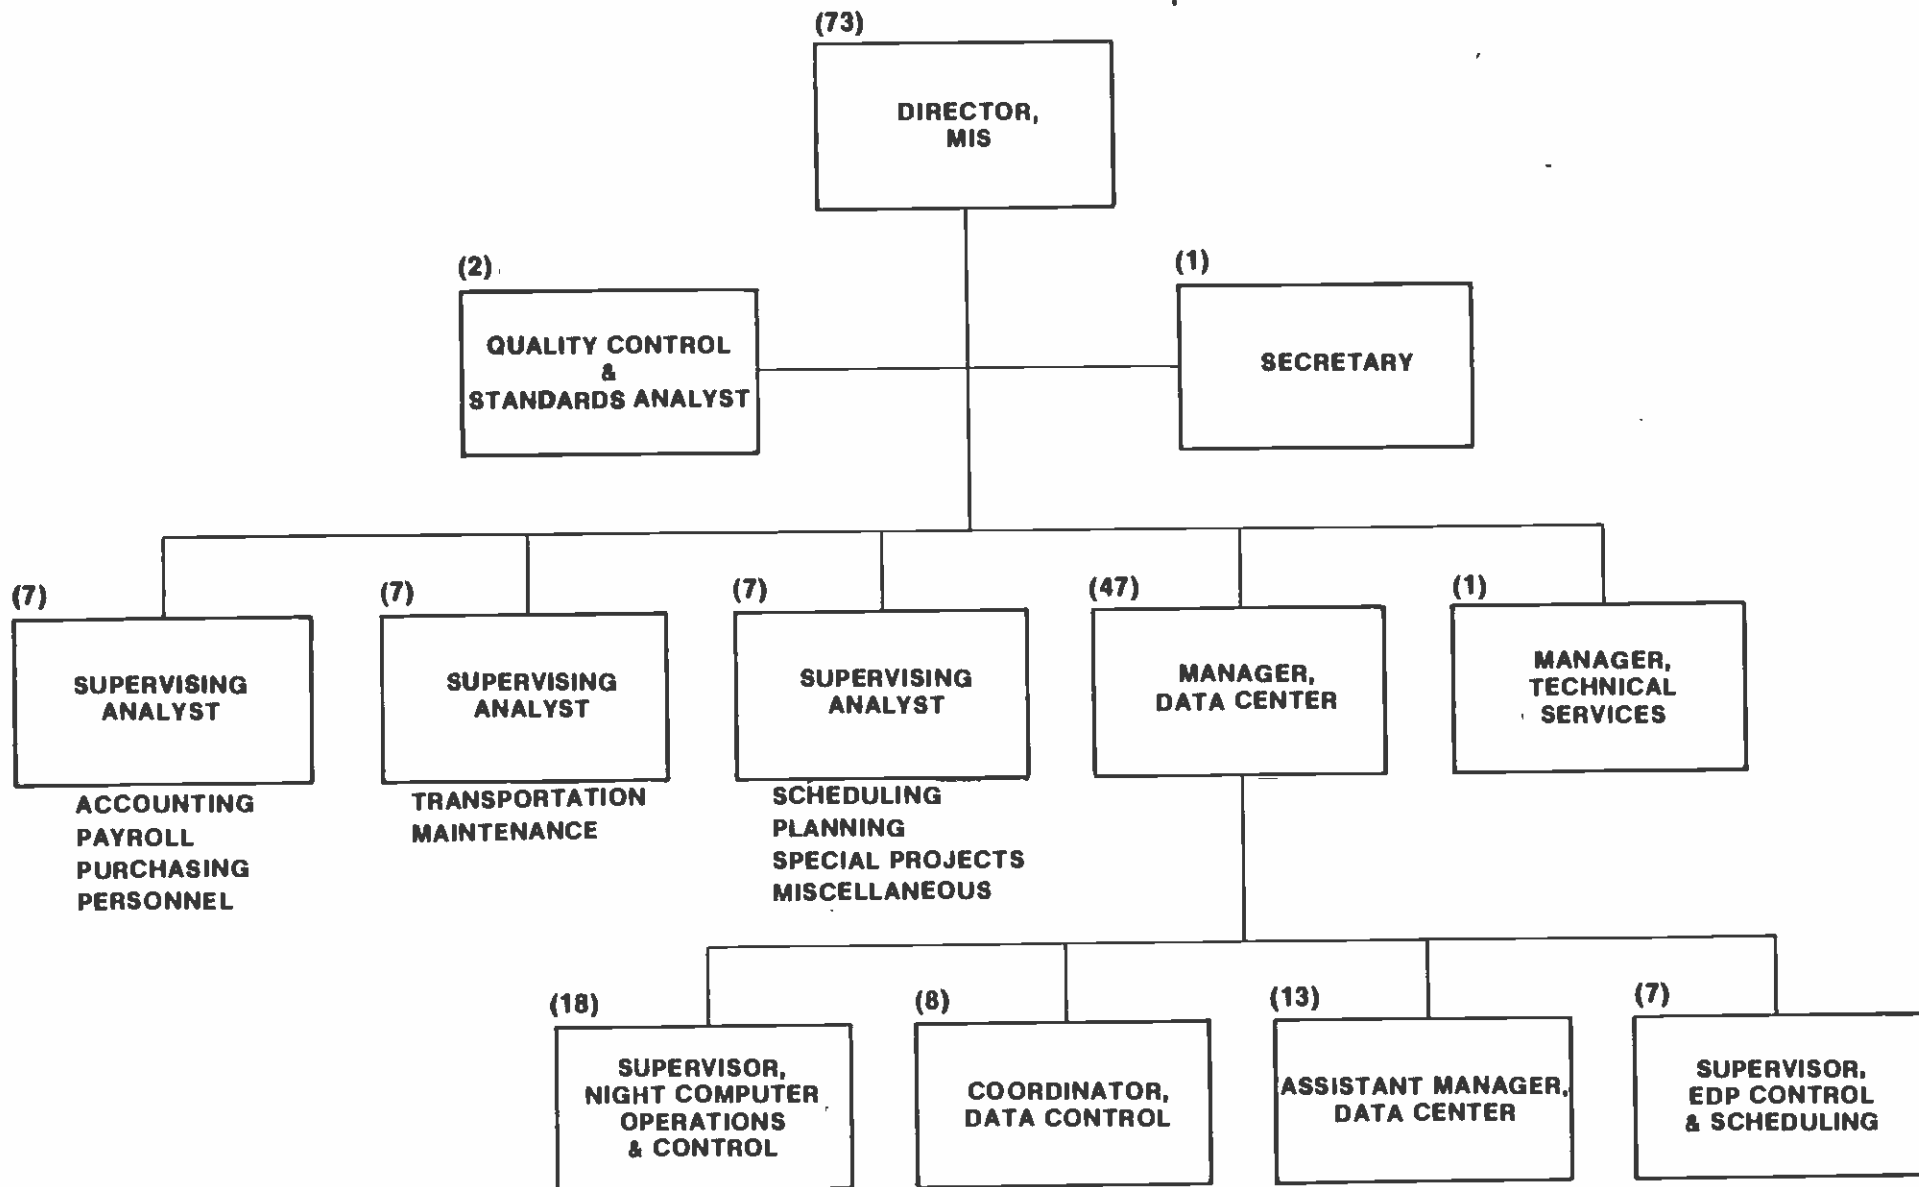 (73)
DIRECTOR,
MIS
(2)
QUALITY CONTROL
&
STANDARDS ANALYST
(1)
SECRETARY
(7)
SUPERVISING
ANALYST
ACCOUNTING
PAYROLL
PURCHASING
PERSONNEL
(7)
SUPERVISING
ANALYST
TRANSPORTATION
MAINTENANCE
(7)
SUPERVISING
ANALYST
SCHEDULING
PLANNING
SPECIAL PROJECTS
MISCELLANEOUS
(47)
MANAGER,
DATA CENTER
(1)
MANAGER,
TECHNICAL
SERVICES
(18)
SUPERVISOR,
NIGHT COMPUTER
OPERATIONS
& CONTROL
(8)
COORDINATOR,
DATA CONTROL
(13)
ASSISTANT MANAGER,
DATA CENTER
(7)
SUPERVISOR,
EDP CONTROL
& SCHEDULING